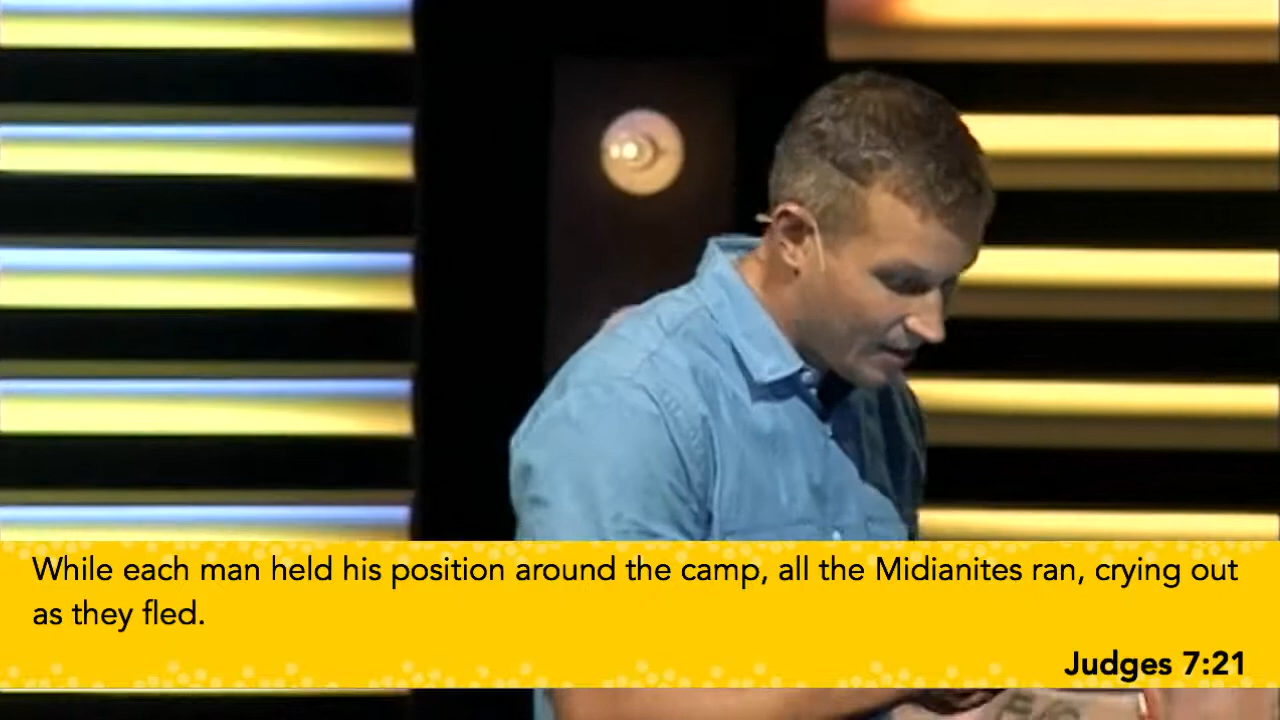 While each man held his position around the camp, all the Midianites ran, crying out
as they fled.
Judges 7:21